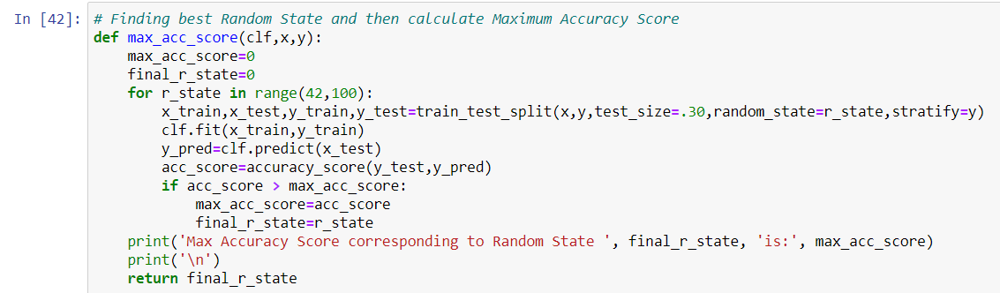 In [42]: # Finding best Random State and then calculate Maximum Accuracy Score
def max_acc_score(clf,x,y):
    max_acc_score=0
    final_r_state=0
    for r_state in range(42,100):
        x_train,x_test,y_train,y_test=train_test_split(x,y,test_size=.30,random_state=r_state,stratify=y)
        clf.fit(x_train,y_train)
        y_pred=clf.predict(x_test)
        acc_score=accuracy_score(y_test,y_pred)
        if acc_score > max_acc_score:
            max_acc_score=acc_score
            final_r_state=r_state
    print('Max Accuracy Score corresponding to Random State ', final_r_state, 'is:', max_acc_score)
    print('\n')
    return final_r_state